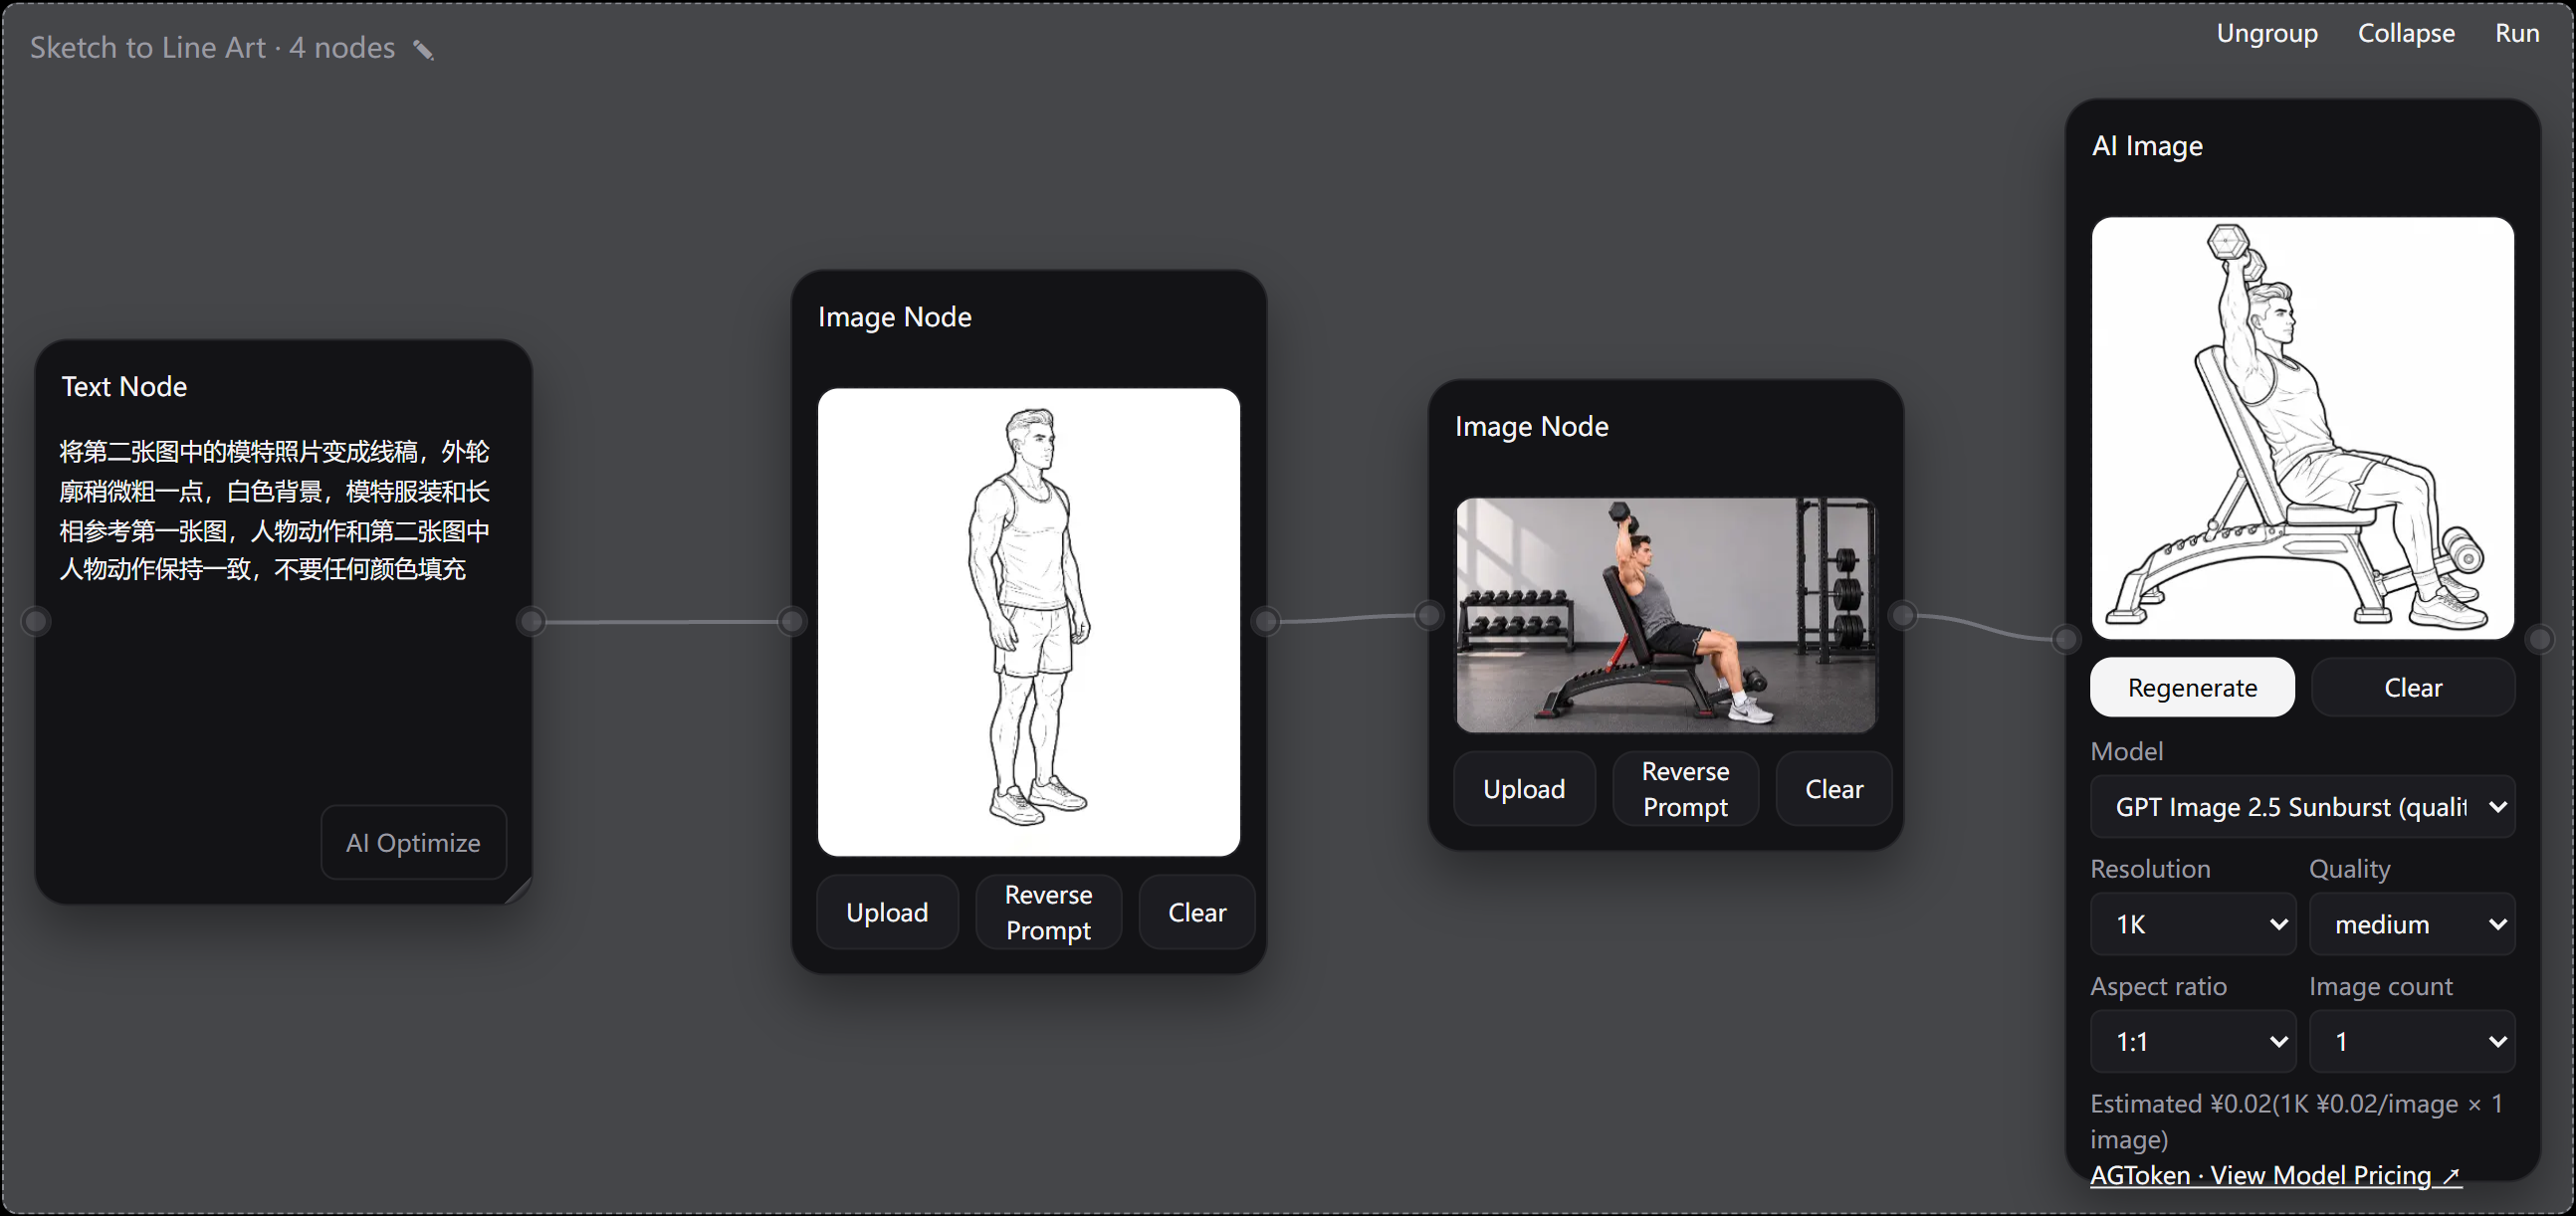 Sketch to Line Art · 4 nodes
Ungroup Collapse Run
Text Node
将第二张图中的模特照片变成线稿，外轮
廓稍微粗一点，白色背景，模特服装和长
相参考第一张图，人物动作和第二张图中
人物动作保持一致，不要任何颜色填充
AI Optimize
Image Node
Upload
Reverse
Prompt
Clear
Image Node
Upload
Reverse
Prompt
Clear
AI Image
Regenerate
Clear
Model
GPT Image 2.5 Sunburst (qualit
Resolution
Quality
1K
medium
Aspect ratio
Image count
1:1
1
Estimated ¥0.02(1K ¥0.02/image × 1
image)
AGToken · View Model Pricing ↗